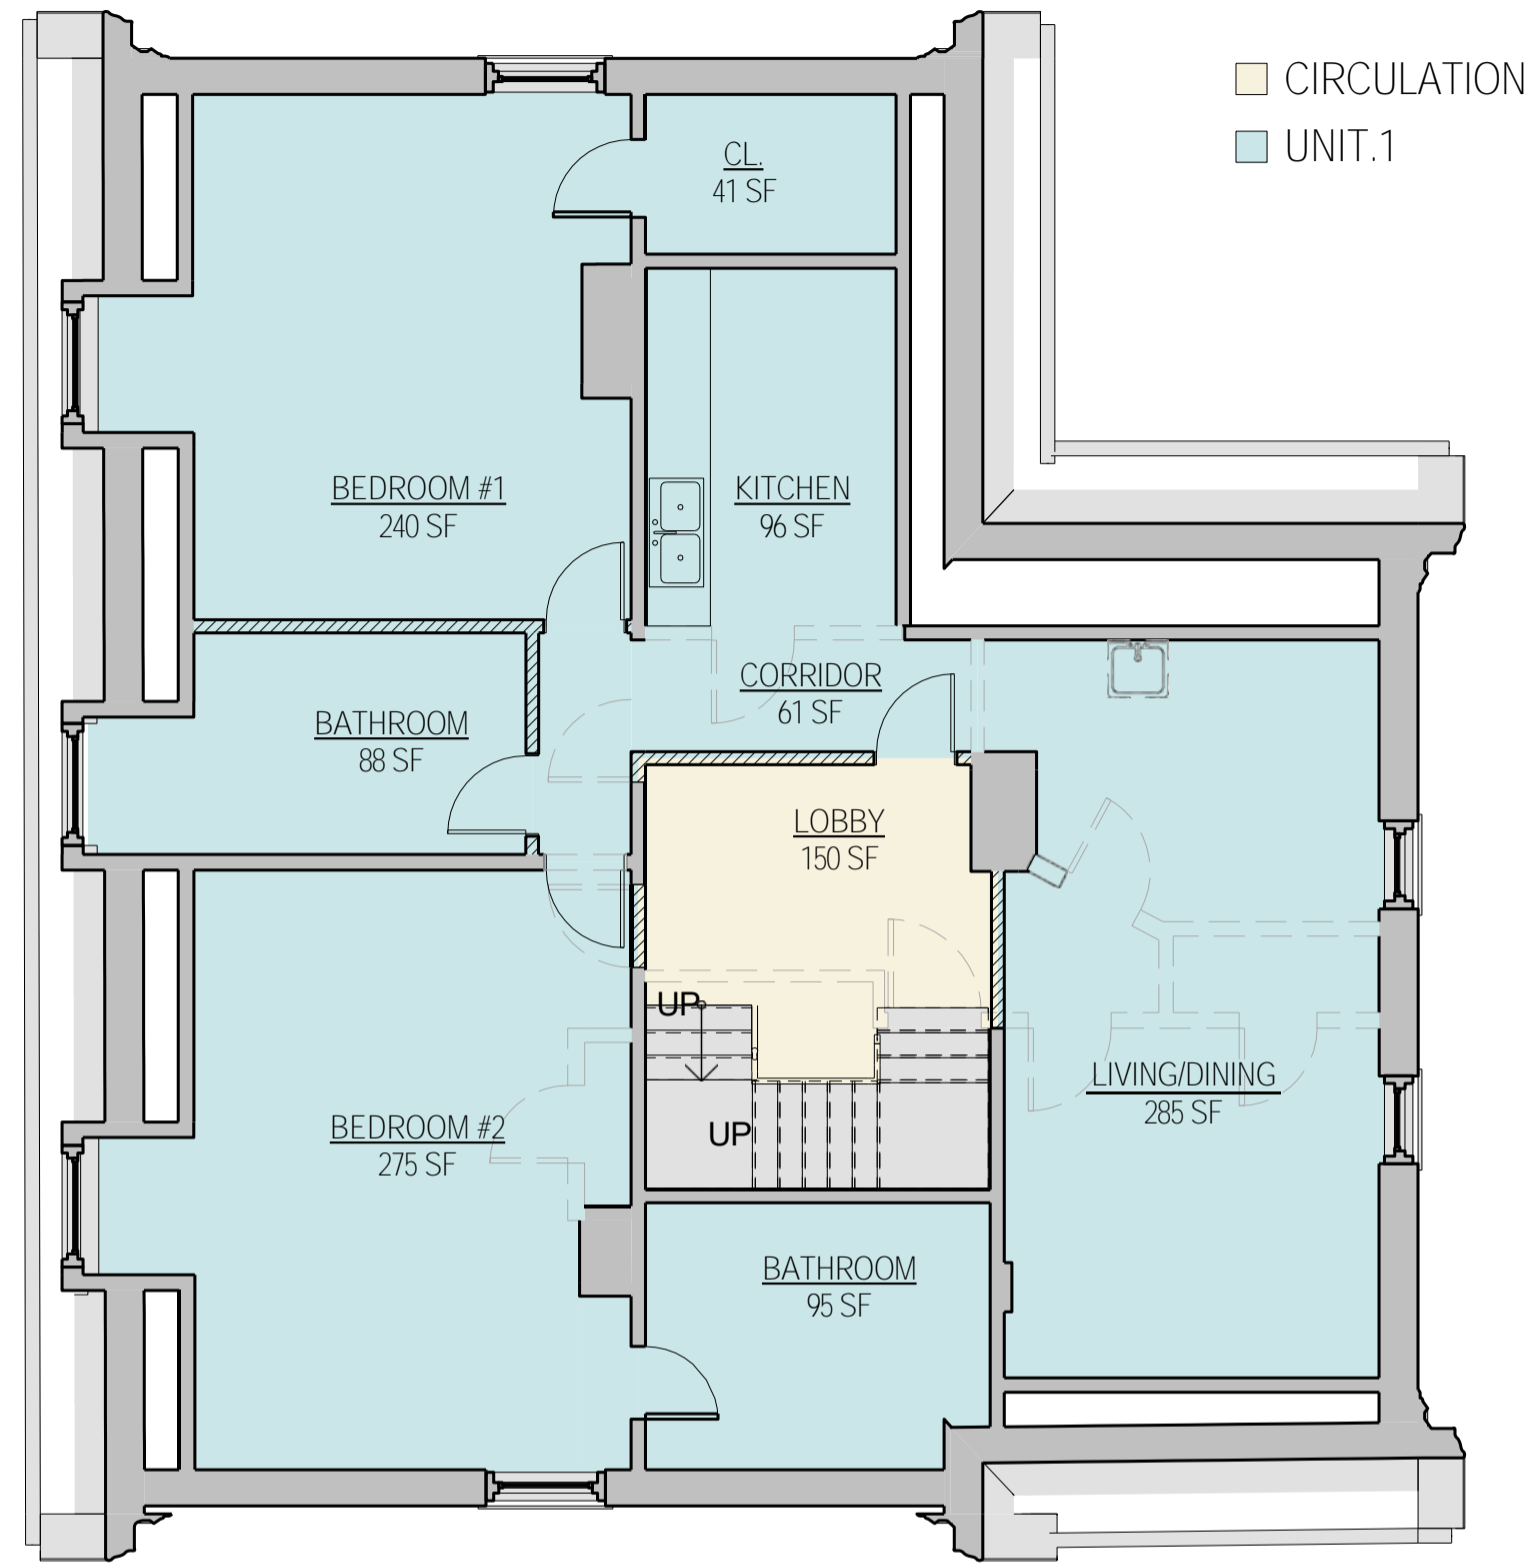 CIRCULATION
UNIT.1
CL.
41 SF
BEDROOM #1
240 SF
KITCHEN
96 SF
CORRIDOR
61 SF
BATHROOM
88 SF
LOBBY
150 SF
UP
LIVING/DINING
285 SF
UP
BEDROOM #2
275 SF
BATHROOM
95 SF